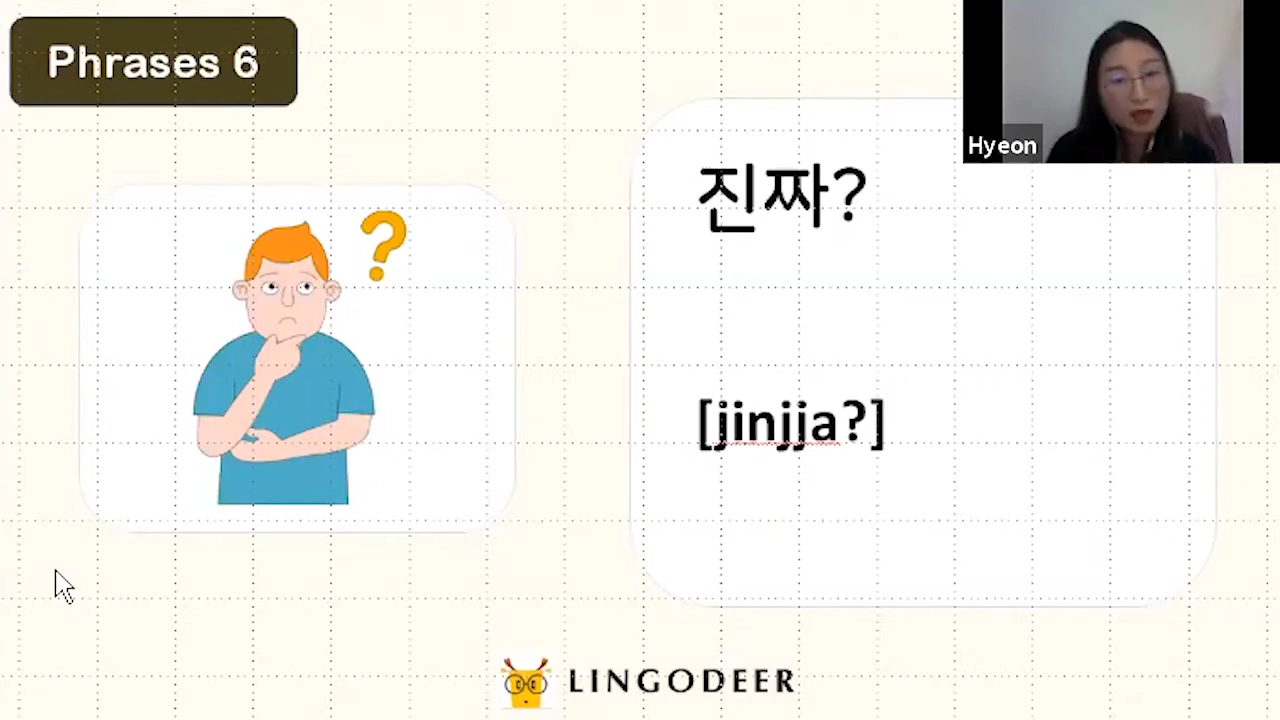 Phrases 6
Hyeon
진짜?
?
[jinjja?]
LINGODEER